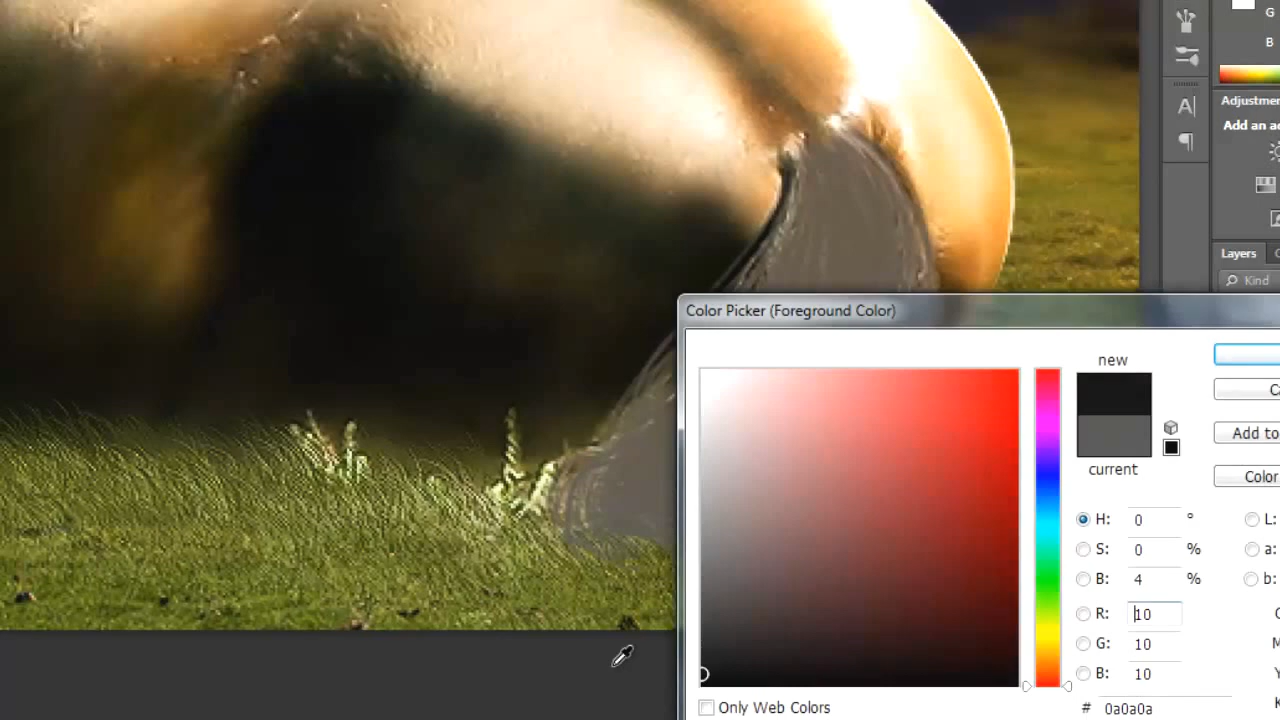 G
B
A|
Adjustme
Add an a
Layers
Kind
Color Picker (Foreground Color)
new
current
Add to
Color
H: 0 °
L:
S: 0 %
a:
B: 4 %
b:
R: 10
G: 10
B: 10
# 0a0a0a
Only Web Colors